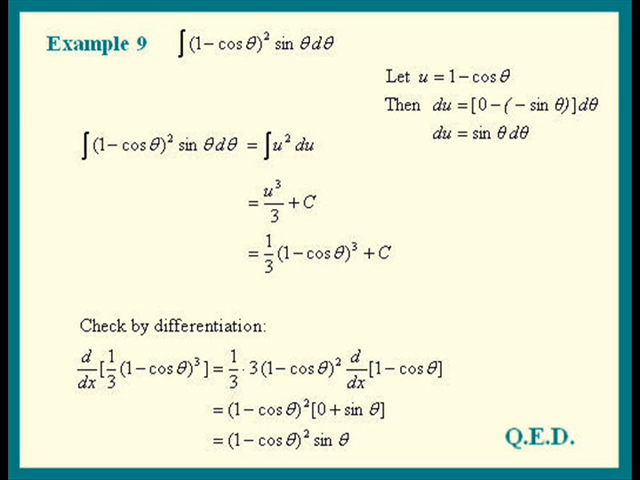 Example 9 ∫(1− cos θ)² sin θ dθ
Let u = 1 − cos θ
Then du = [0 − (− sin θ)] dθ
du = sin θ dθ
∫(1− cos θ)² sin θ dθ = ∫u² du
= u³/3 + C
= 1/3 (1 − cos θ)³ + C
Check by differentiation:
d/dx [1/3 (1 − cos θ)³] = 1/3 · 3(1 − cos θ)² d/dx [1 − cos θ]
= (1 − cos θ)² [0 + sin θ]
= (1 − cos θ)² sin θ
Q.E.D.